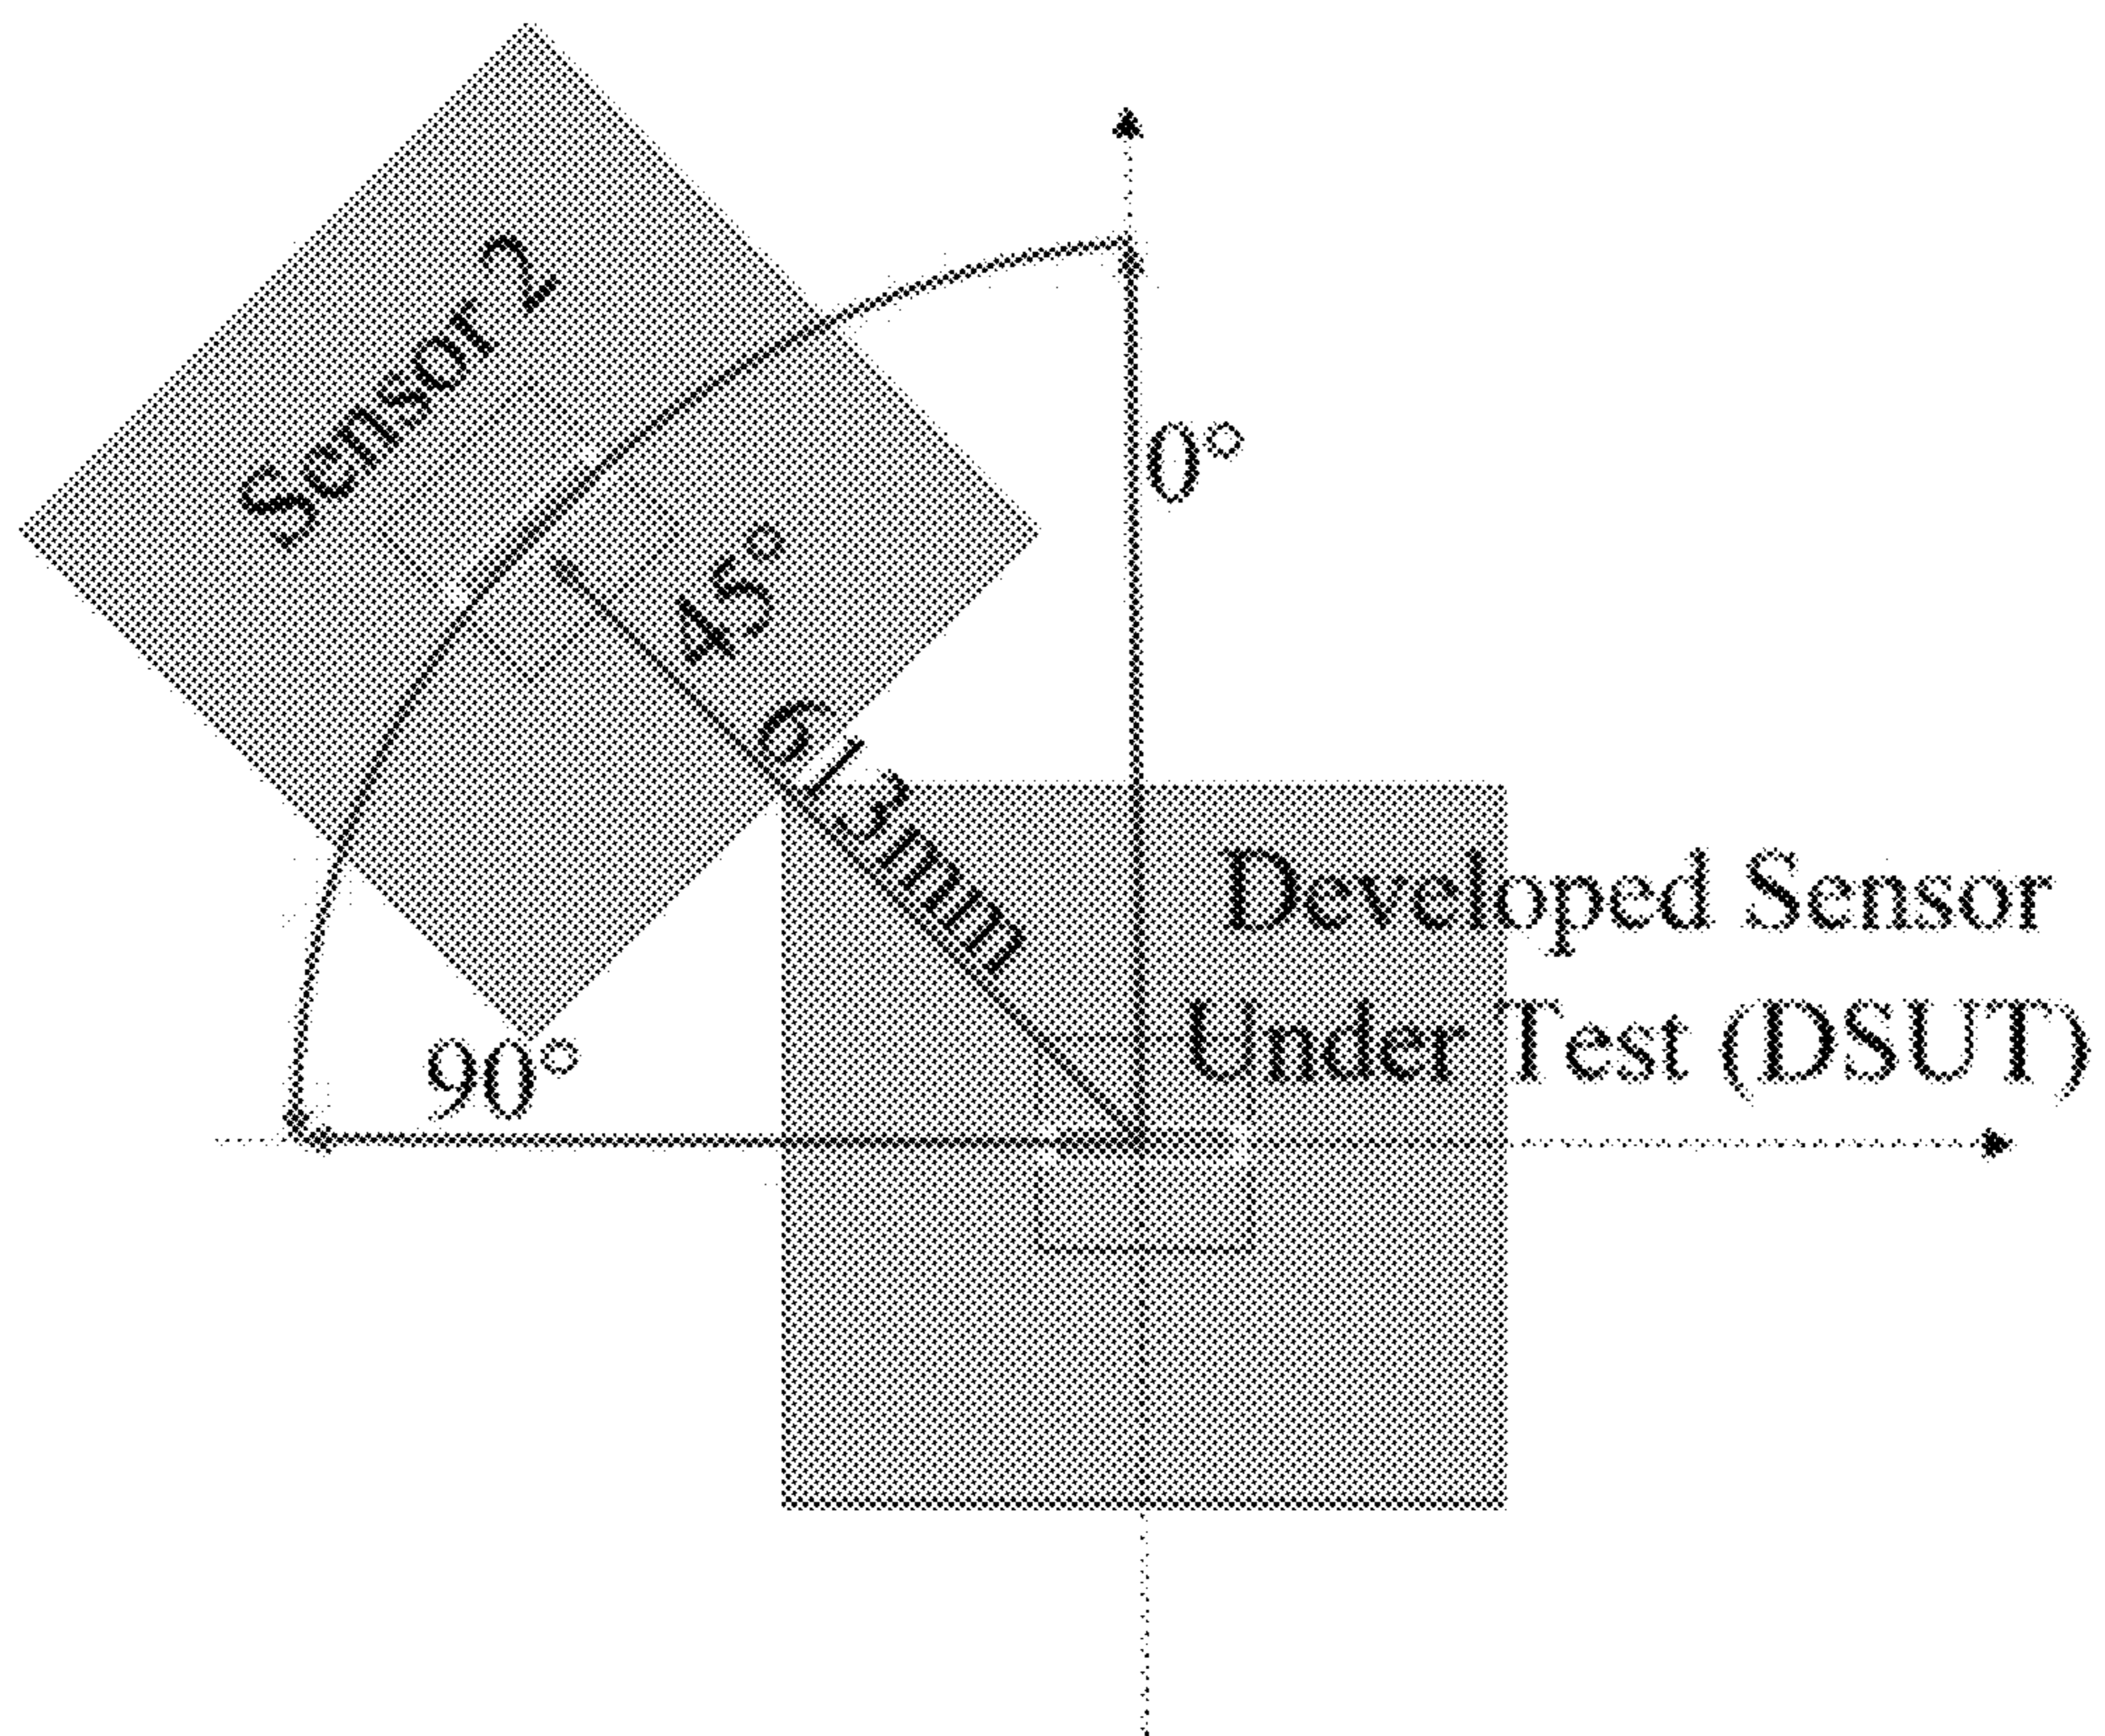 Sensor 2
0°
45°
613mm
Developed Sensor
Under Test (DSUT)
90°